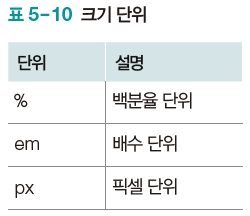 표 5-10 크기 단위
단위 설명
% 백분율 단위
em 배수 단위
px 픽셀 단위